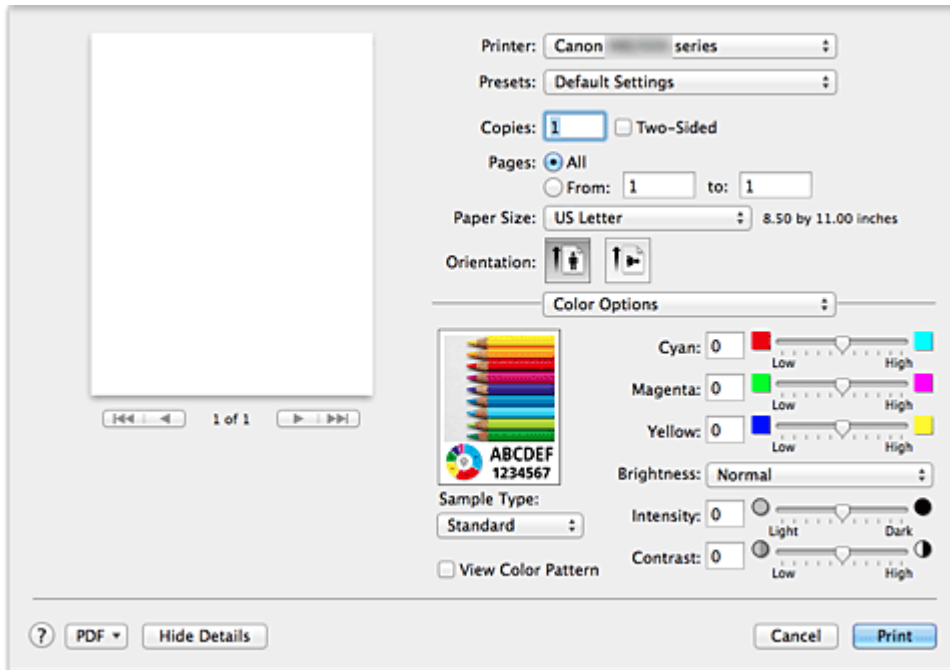 Printer: Canon series
Presets: Default Settings
Copies: 1 Two-Sided
Pages: All
From: 1 to: 1
Paper Size: US Letter 8.50 by 11.00 inches
Orientation:
Color Options
Cyan: 0
Low High
Magenta: 0
Low High
Yellow: 0
Low High
ABCDEF
1234567
Brightness: Normal
Sample Type:
Standard
Intensity: 0
Light Dark
Contrast: 0
Low High
View Color Pattern
1 of 1
? PDF Hide Details Cancel Print